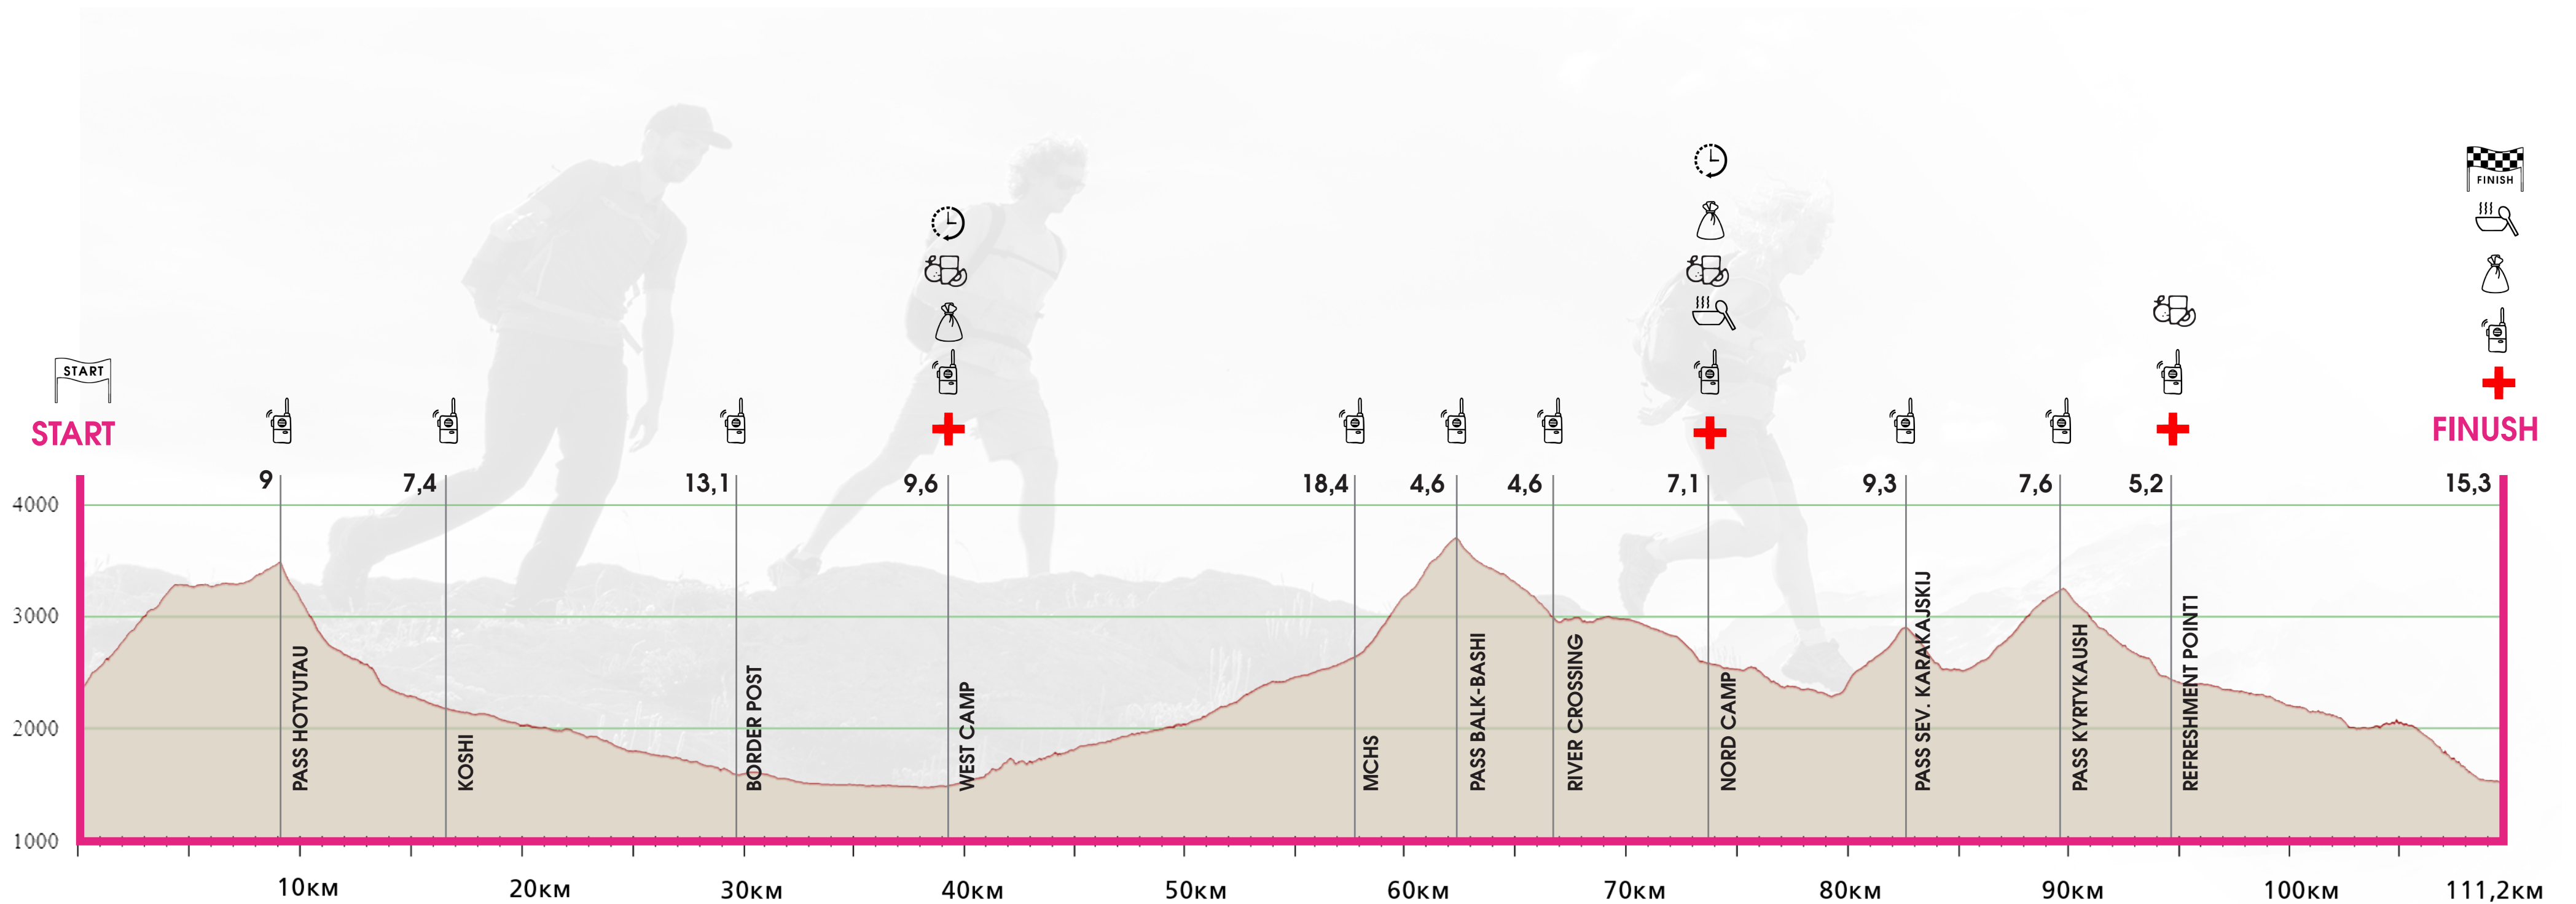 FINISH
START
START
FINUSH
9
7,4
13,1
9,6
18,4
4,6
4,6
7,1
9,3
7,6
5,2
15,3
4000
3000
2000
1000
PASS HOTYUTAU
KOSHI
BORDER POST
WEST CAMP
MCHS
PASS BALK-BASHI
RIVER CROSSING
NORD CAMP
PASS SEV. KARAKAJSKIJ
PASS KYRTYKAUSH
REFRESHMENT POINT1
10км
20км
30км
40км
50км
60км
70км
80км
90км
100км
111,2км